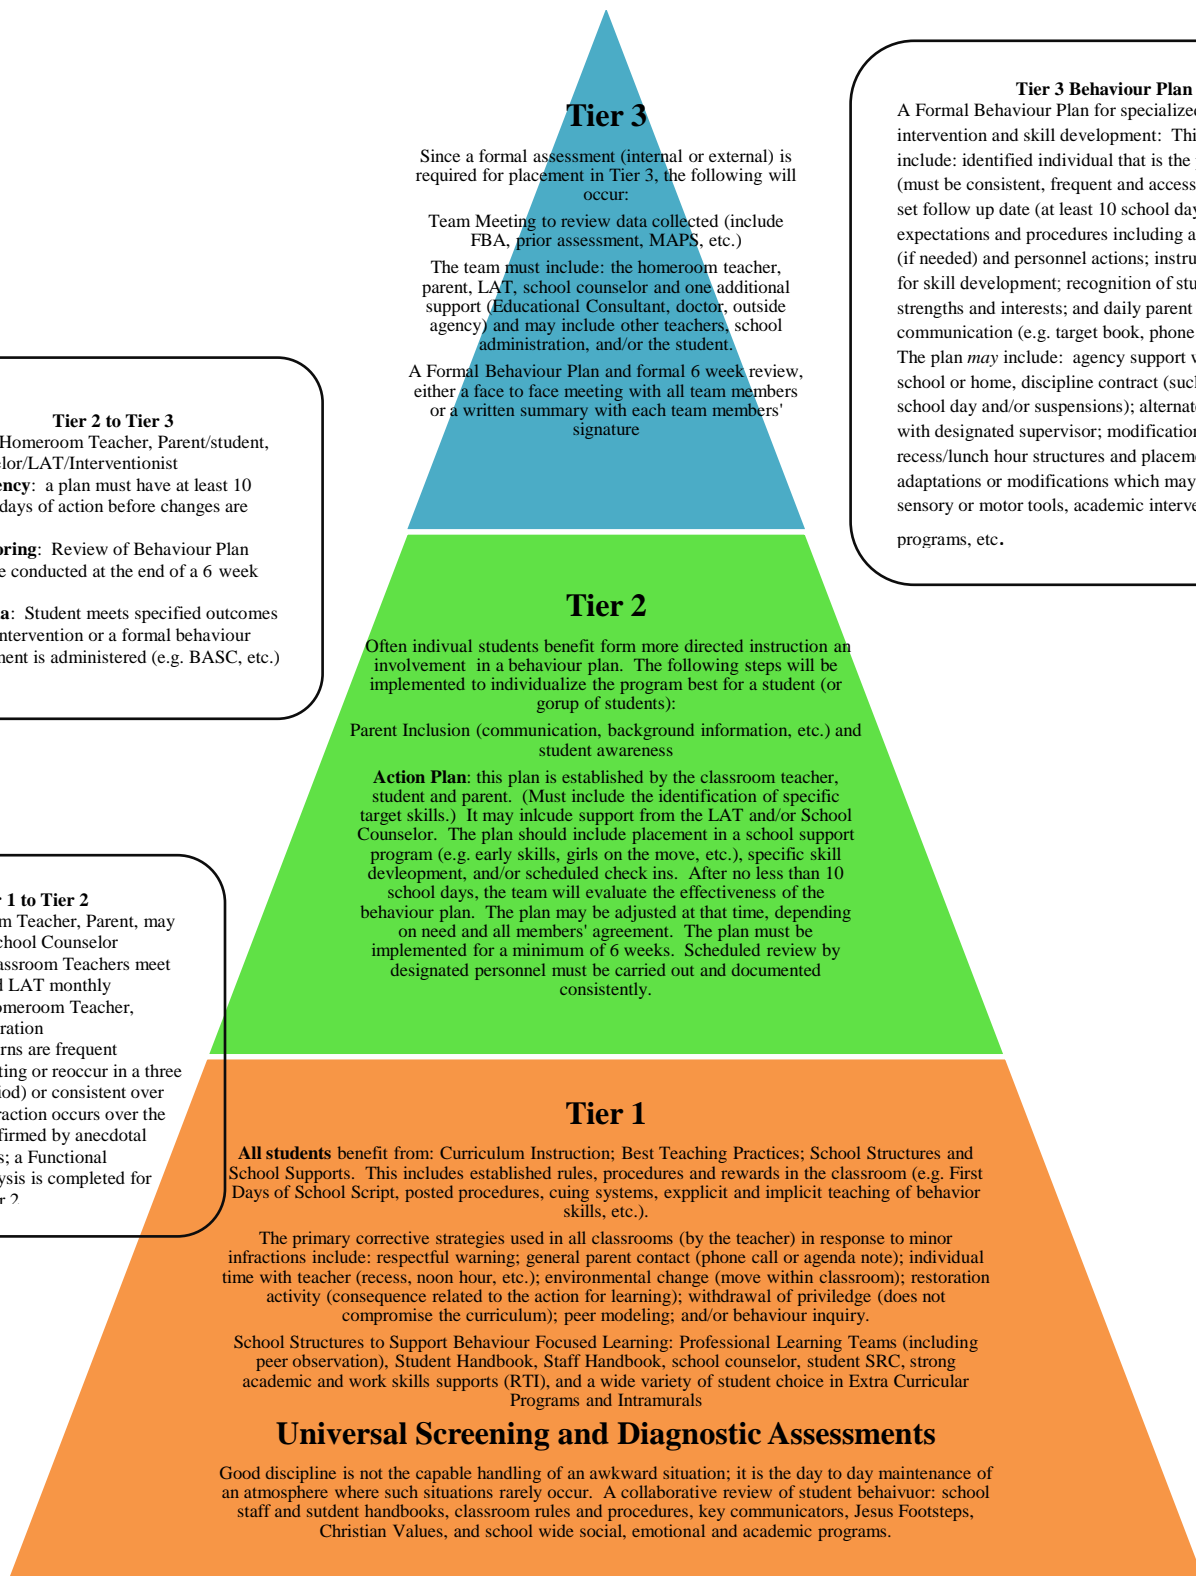 Tier 3
Since a formal assessment (internal or external) is
required for placement in Tier 3, the following will
occur:
Team Meeting to review data collected (include
FBA, prior assessment, MAPS, etc.)
The team must include: the homeroom teacher,
parent, LAT, school counselor and one additional
support (Educational Consultant, doctor, outside
agency) and may include other teachers, school
administration, and/or the student.
A Formal Behaviour Plan and formal 6 week review,
either a face to face meeting with all team members
or a written summary with each team members'
signature
Tier 3 Behaviour Plan
A Formal Behaviour Plan for specialized
intervention and skill development: Thi
include: identified individual that is the
(must be consistent, frequent and access
set follow up date (at least 10 school day
expectations and procedures including a
(if needed) and personnel actions; instru
for skill development; recognition of stu
strengths and interests; and daily parent
communication (e.g. target book, phone
The plan may include: agency support w
school or home, discipline contract (suc
school day and/or suspensions); alternat
with designated supervisor; modification
recess/lunch hour structures and placeme
adaptations or modifications which may
sensory or motor tools, academic interve
programs, etc.
Tier 2 to Tier 3
Homeroom Teacher, Parent/student,
elor/LAT/Interventionist
ency: a plan must have at least 10
days of action before changes are
oring: Review of Behaviour Plan
e conducted at the end of a 6 week
a: Student meets specified outcomes
intervention or a formal behaviour
ment is administered (e.g. BASC, etc.)
Tier 2
Often indivual students benefit form more directed instruction an
involvement in a behaviour plan. The following steps will be
implemented to individualize the program best for a student (or
gorup of students):
Parent Inclusion (communication, background information, etc.) and
student awareness
Action Plan: this plan is established by the classroom teacher,
student and parent. (Must include the identification of specific
target skills.) It may inlcude support from the LAT and/or School
Counselor. The plan should include placement in a school support
program (e.g. early skills, girls on the move, etc.), specific skill
devleopment, and/or scheduled check ins. After no less than 10
school days, the team will evaluate the effectiveness of the
behaviour plan. The plan may be adjusted at that time, depending
on need and all members' agreement. The plan must be
implemented for a minimum of 6 weeks. Scheduled review by
designated personnel must be carried out and documented
consistently.
r 1 to Tier 2
m Teacher, Parent, may
chool Counselor
assroom Teachers meet
d LAT monthly
omeroom Teacher,
ration
rns are frequent
ting or reoccur in a three
iod) or consistent over
raction occurs over the
firmed by anecdotal
s; a Functional
ysis is completed for
r 2
Tier 1
All students benefit from: Curriculum Instruction; Best Teaching Practices; School Structures and
School Supports. This includes established rules, procedures and rewards in the classroom (e.g. First
Days of School Script, posted procedures, cuing systems, expplicit and implicit teaching of behavior
skills, etc.).
The primary corrective strategies used in all classrooms (by the teacher) in response to minor
infractions include: respectful warning; general parent contact (phone call or agenda note); individual
time with teacher (recess, noon hour, etc.); environmental change (move within classroom); restoration
activity (consequence related to the action for learning); withdrawal of priviledge (does not
compromise the curriculum); peer modeling; and/or behaviour inquiry.
School Structures to Support Behaviour Focused Learning: Professional Learning Teams (including
peer observation), Student Handbook, Staff Handbook, school counselor, student SRC, strong
academic and work skills supports (RTI), and a wide variety of student choice in Extra Curricular
Programs and Intramurals
Universal Screening and Diagnostic Assessments
Good discipline is not the capable handling of an awkward situation; it is the day to day maintenance of
an atmosphere where such situations rarely occur. A collaborative review of student behaivuor: school
staff and sutdent handbooks, classroom rules and procedures, key communicators, Jesus Footsteps,
Christian Values, and school wide social, emotional and academic programs.